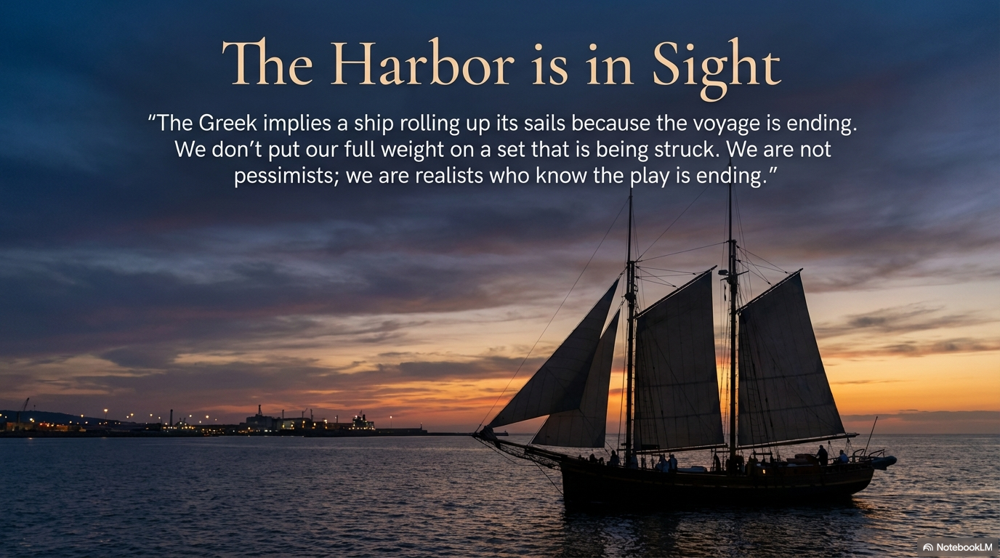 The Harbor is in Sight
“The Greek implies a ship rolling up its sails because the voyage is ending.
We don’t put our full weight on a set that is being struck. We are not
pessimists; we are realists who know the play is ending.”
NotebookLM